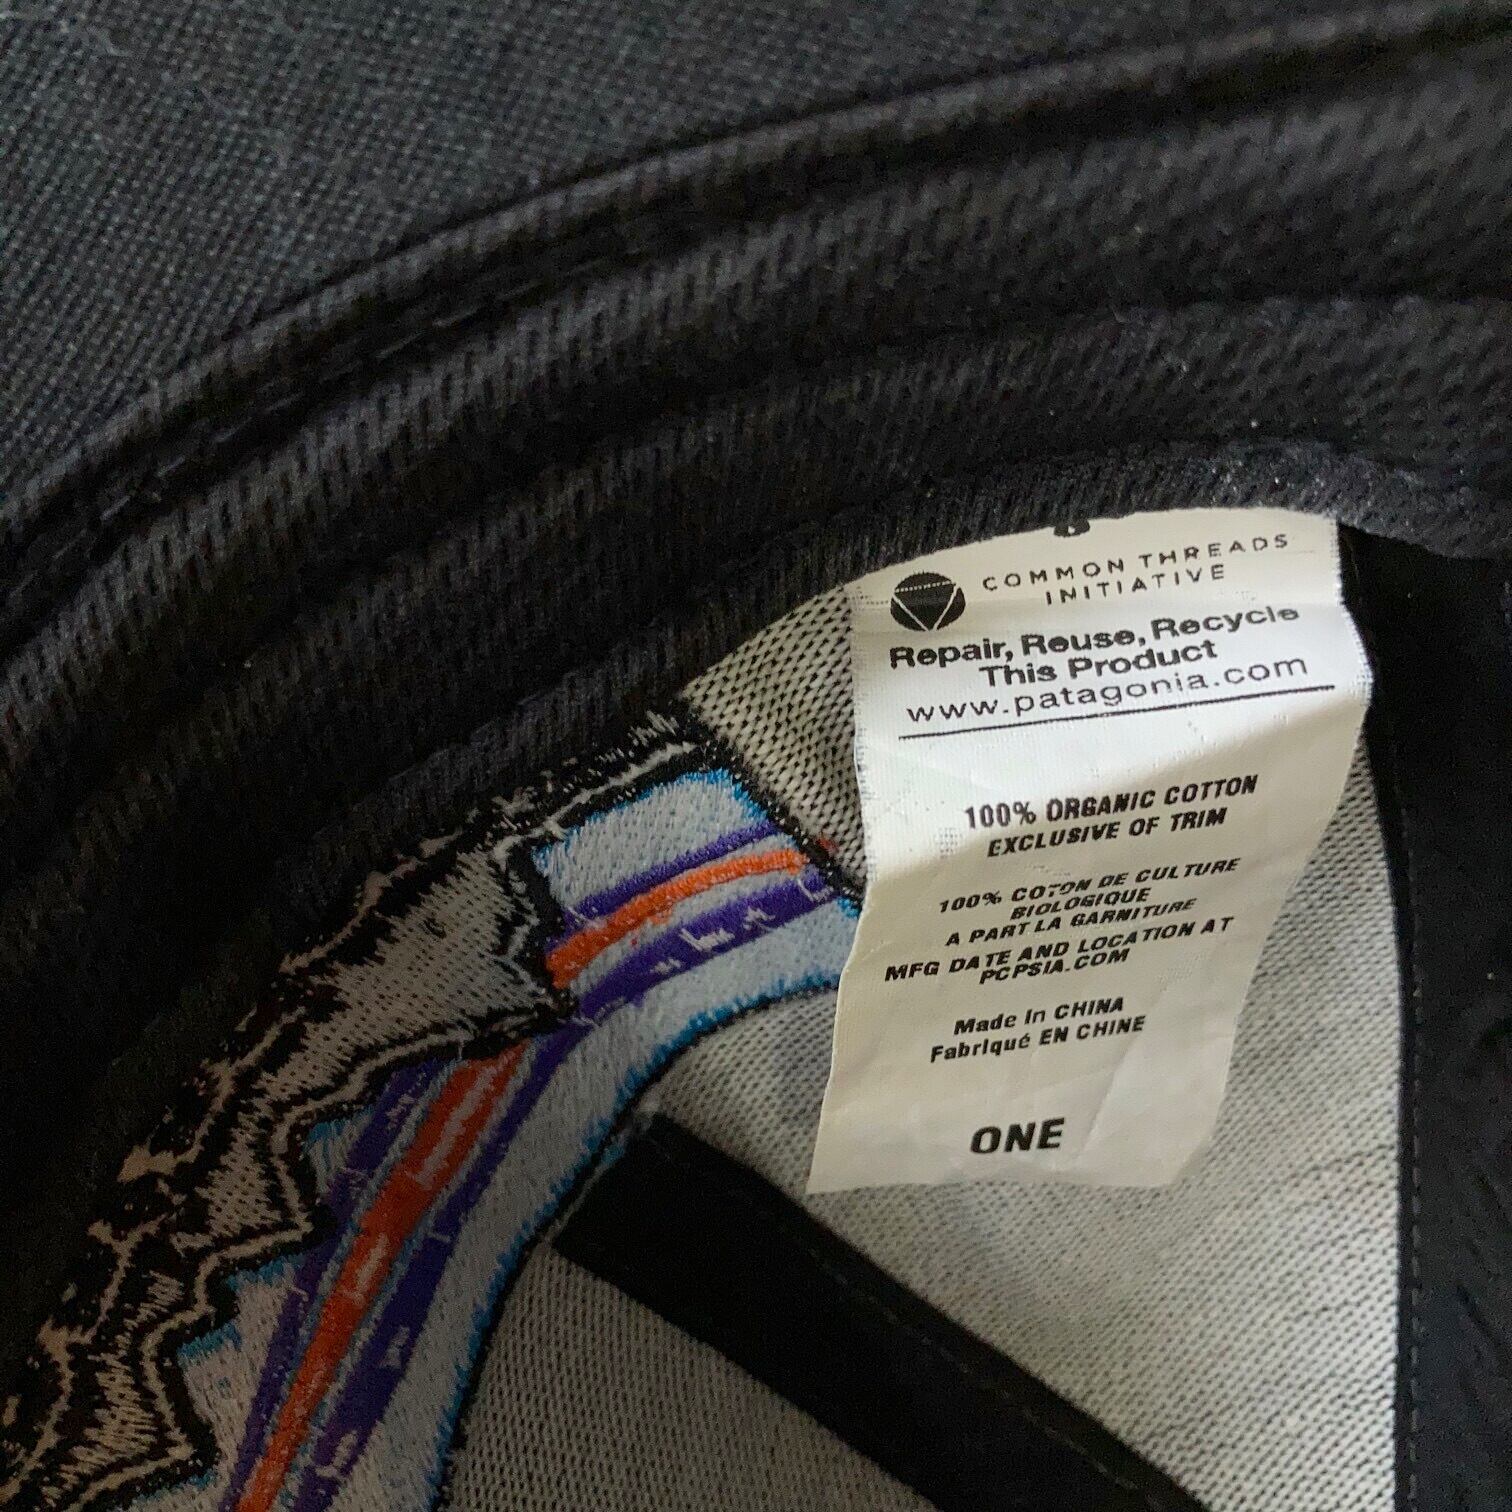 COMMON THREADS
INITIATIVE
Repair, Reuse, Recycle
This Product
www.patagonia.com
100% ORGANIC COTTON
EXCLUSIVE OF TRIM
100% COTON DE CULTURE
BIOLOGIQUE
A PART LA GARNITURE
MFG DATE AND LOCATION AT
PCPSIA.COM
Made In CHINA
Fabriqué EN CHINE
ONE